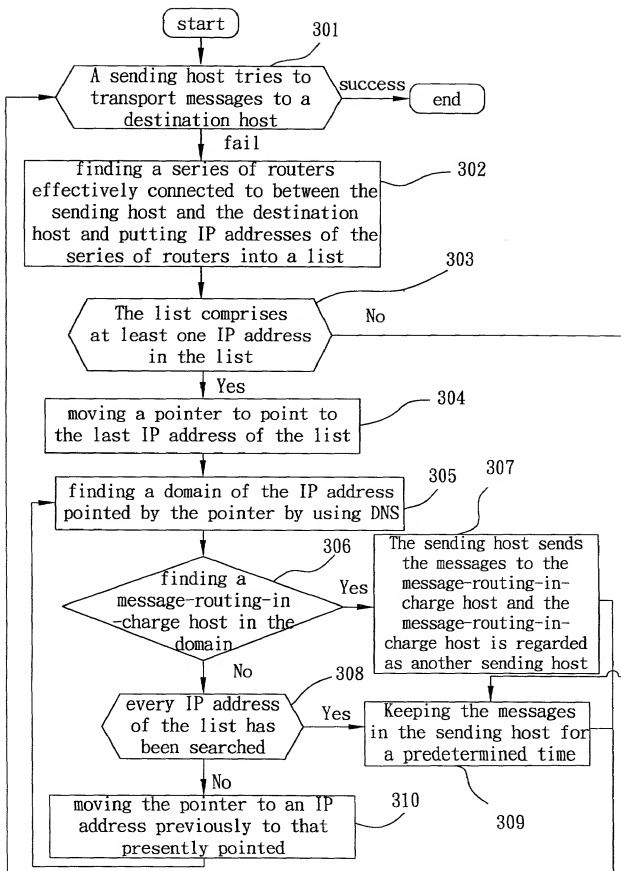 start
301
A sending host tries to
transport messages to a
destination host
success
end
fail
finding a series of routers
effectively connected to between the
sending host and the destination
host and putting IP addresses of the
series of routers into a list
302
303
The list comprises
at least one IP address
in the list
No
Yes
moving a pointer to point to
the last IP address of the list
304
finding a domain of the IP address
pointed by the pointer by using DNS
305
307
306
finding a
message-routing-in
-charge host in the
domain
Yes
The sending host sends
the messages to the
message-routing-in-
charge host and the
message-routing-in-
charge host is regarded
as another sending host
No
308
every IP address
of the list has
been searched
Yes
Keeping the messages
in the sending host for
a predetermined time
309
No
moving the pointer to an IP
address previously to that
presently pointed
310